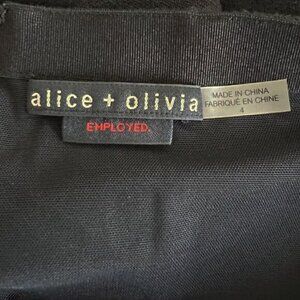 alice + olivia
EMPLOYED.
MADE IN CHINA
FABRIQUÉ EN CHINE
4